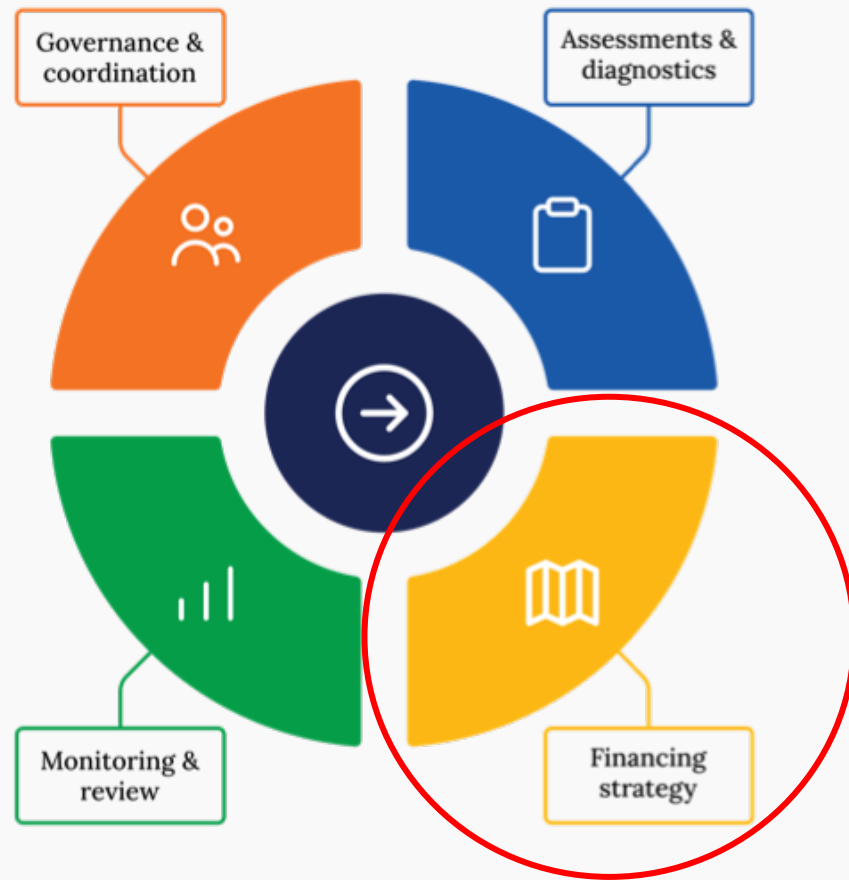 Governance &
coordination
Assessments &
diagnostics
Monitoring &
review
Financing
strategy